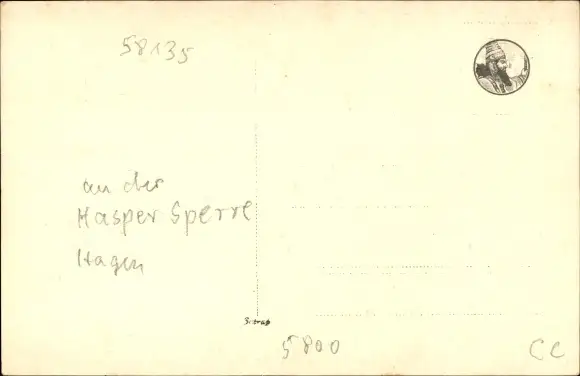 58135
an der
Hasper Sperre
Hagen
5800
CC